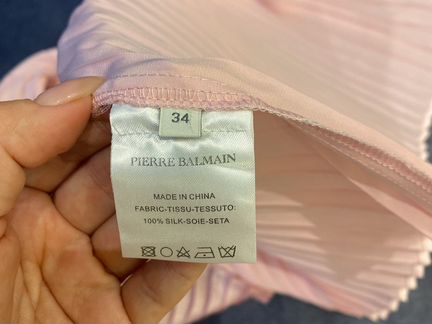 34
PIERRE BALMAIN
MADE IN CHINA
FABRIC-TISSU-TESSUTO:
100% SILK-SOIE-SETA